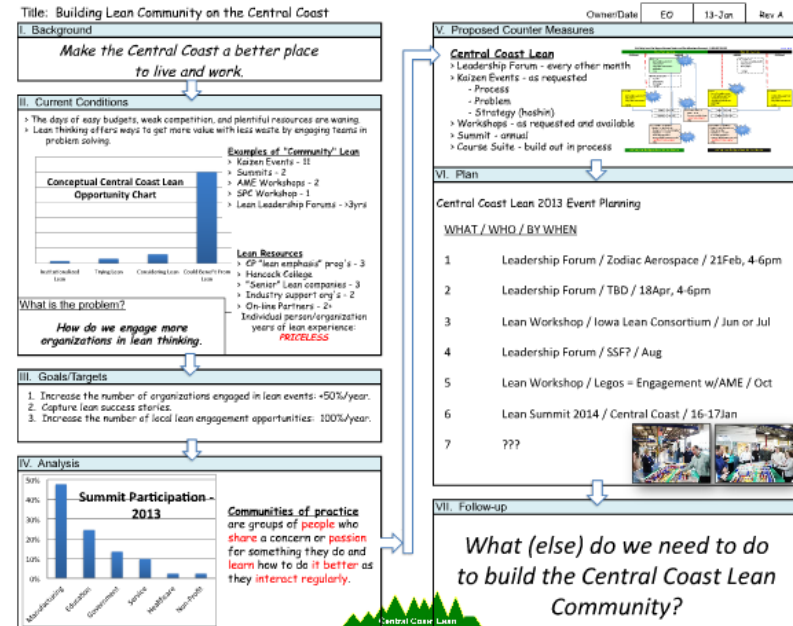 Title: Building Lean Community on the Central Coast
Owner/Date
EO
13-Jan
Rev A
I. Background
Make the Central Coast a better place
to live and work.
II. Current Conditions
> The days of easy budgets, weak competition, and plentiful resources are waning.
> Lean thinking offers ways to get more value with less waste by engaging teams in
problem solving.
Conceptual Central Coast Lean
Opportunity Chart
Institutionalized
Lean
Trying Lean
Considering Lean
Could Benefit From
Lean
Examples of "Community" Lean
> Kaizen Events - 11
> Summits - 2
> AME Workshops - 2
> SPC Workshop - 1
> Lean Leadership Forums - >3yrs
Lean Resources
> CP "lean emphasis" prog's - 3
> Hancock College
> "Senior" Lean companies - 3
> Industry support org's - 2
> On-line Partners - 2+
Individual person/organization
years of lean experience:
PRICELESS
What is the problem?
How do we engage more
organizations in lean thinking.
III. Goals/Targets
1. Increase the number of organizations engaged in lean events: +50%/year.
2. Capture lean success stories.
3. Increase the number of local lean engagement opportunities: 100%/year.
IV. Analysis
Summit Participation -
2013
50%
40%
30%
20%
10%
0%
Manufacturing
Education
Government
Service
Healthcare
Non-Profit
Communities of practice
are groups of people who
share a concern or passion
for something they do and
learn how to do it better as
they interact regularly.
Central Coast Lean
V. Proposed Counter Measures
Central Coast Lean
> Leadership Forum - every other month
> Kaizen Events - as requested
- Process
- Problem
- Strategy (hoshin)
> Workshops - as requested and available
> Summit - annual
> Course Suite - build out in process
VI. Plan
Central Coast Lean 2013 Event Planning
WHAT / WHO / BY WHEN
1 Leadership Forum / Zodiac Aerospace / 21Feb, 4-6pm
2 Leadership Forum / TBD / 18Apr, 4-6pm
3 Lean Workshop / Iowa Lean Consortium / Jun or Jul
4 Leadership Forum / SSF? / Aug
5 Lean Workshop / Legos = Engagement w/AME / Oct
6 Lean Summit 2014 / Central Coast / 16-17Jan
7 ???
VII. Follow-up
What (else) do we need to do
to build the Central Coast Lean
Community?